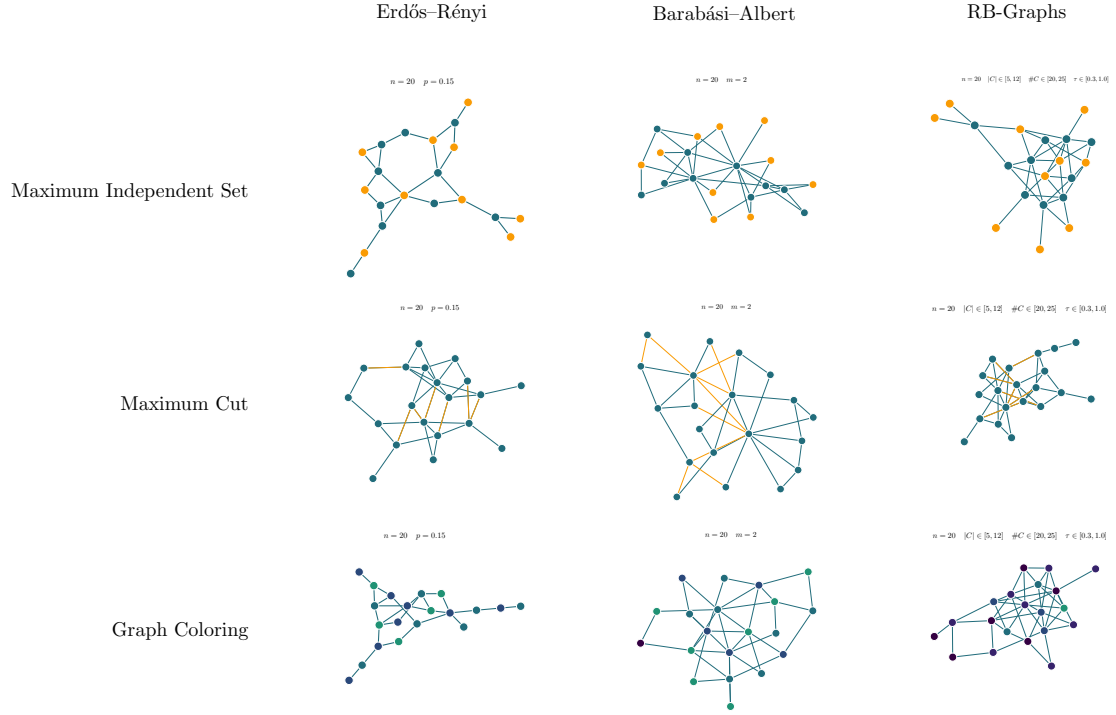 Erdős–Rényi Barabási–Albert RB-Graphs
n = 20 p = 0.15 n = 20 m = 2 n = 20 |C| ∈ [5, 12] #C ∈ [20, 25] τ ∈ [0.3, 1.0]
Maximum Independent Set
n = 20 p = 0.15 n = 20 m = 2 n = 20 |C| ∈ [5, 12] #C ∈ [20, 25] τ ∈ [0.3, 1.0]
Maximum Cut
n = 20 p = 0.15 n = 20 m = 2 n = 20 |C| ∈ [5, 12] #C ∈ [20, 25] τ ∈ [0.3, 1.0]
Graph Coloring